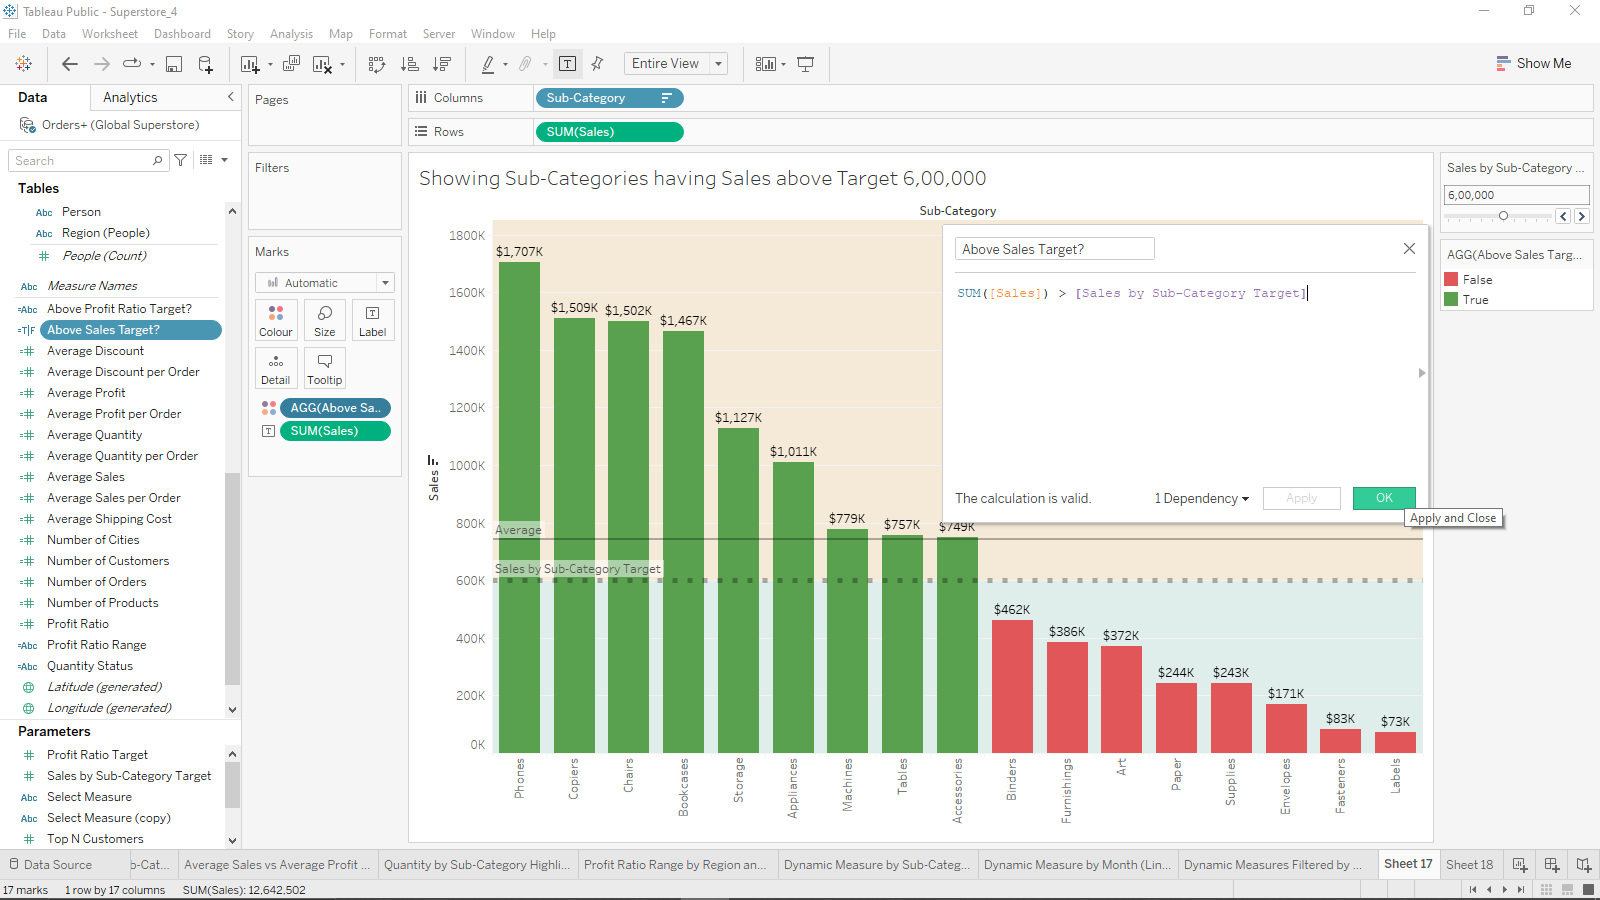 Tableau Public - Superstore_4
File Data Worksheet Dashboard Story Analysis Map Format Server Window Help
Entire View
Show Me
Data Analytics
Orders+ (Global Superstore)
Search
Tables
Abc Person
Abc Region (People)
# People (Count)
Abc Measure Names
=Abc Above Profit Ratio Target?
=T|F Above Sales Target?
=# Average Discount
=# Average Discount per Order
=# Average Profit
=# Average Profit per Order
=# Average Quantity
=# Average Quantity per Order
=# Average Sales
=# Average Sales per Order
=# Average Shipping Cost
=# Number of Cities
=# Number of Customers
=# Number of Orders
=# Number of Products
=# Profit Ratio
=Abc Profit Ratio Range
=Abc Quantity Status
Latitude (generated)
Longitude (generated)
Parameters
# Profit Ratio Target
# Sales by Sub-Category Target
Abc Select Measure
Abc Select Measure (copy)
# Top N Customers
Pages
Filters
Marks
Automatic
Colour Size T Label
Detail Tooltip
AGG(Above Sa..
T SUM(Sales)
Columns Sub-Category
Rows SUM(Sales)
Showing Sub-Categories having Sales above Target 6,00,000
Sub-Category
Sales
1800K
1600K
1400K
1200K
1000K
800K
600K
400K
200K
0K
$1,707K
$1,509K
$1,502K
$1,467K
$1,127K
$1,011K
$779K
$757K
$749K
$462K
$386K
$372K
$244K
$243K
$171K
$83K
$73K
Average
Sales by Sub-Category Target
Phones
Copiers
Chairs
Bookcases
Storage
Appliances
Machines
Tables
Accessories
Binders
Furnishings
Art
Paper
Supplies
Envelopes
Fasteners
Labels
Above Sales Target?
SUM([Sales]) > [Sales by Sub-Category Target]
The calculation is valid.
1 Dependency
Apply
OK
Apply and Close
Sales by Sub-Category ...
6,00,000
AGG(Above Sales Targ...
False
True
Data Source
b-Cat...
Average Sales vs Average Profit ...
Quantity by Sub-Category Highli...
Profit Ratio Range by Region an...
Dynamic Measure by Sub-Categ...
Dynamic Measure by Month (Lin...
Dynamic Measures Filtered by ...
Sheet 17
Sheet 18
17 marks 1 row by 17 columns SUM(Sales): 12,642,502